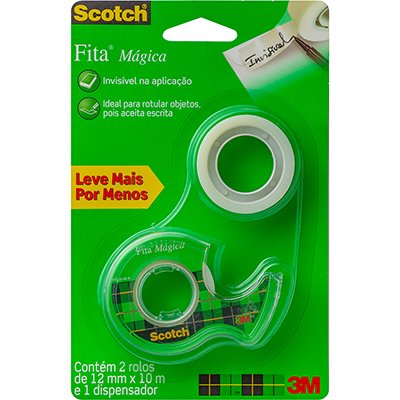 Scotch®
Fita® Mágica
Invisível
Invisível na aplicação
Ideal para rotular objetos,
pois aceita escrita
Leve Mais
Por Menos
Fita Mágica
Scotch
Contém 2 rolos
de 12 mm x 10 m
e 1 dispensador
3M
3M